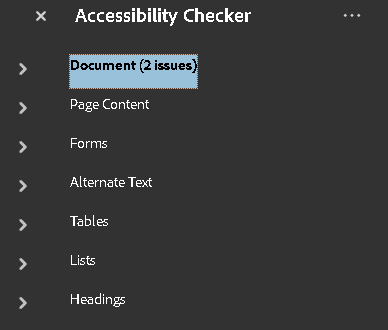 Accessibility Checker
Document (2 issues)
Page Content
Forms
Alternate Text
Tables
Lists
Headings